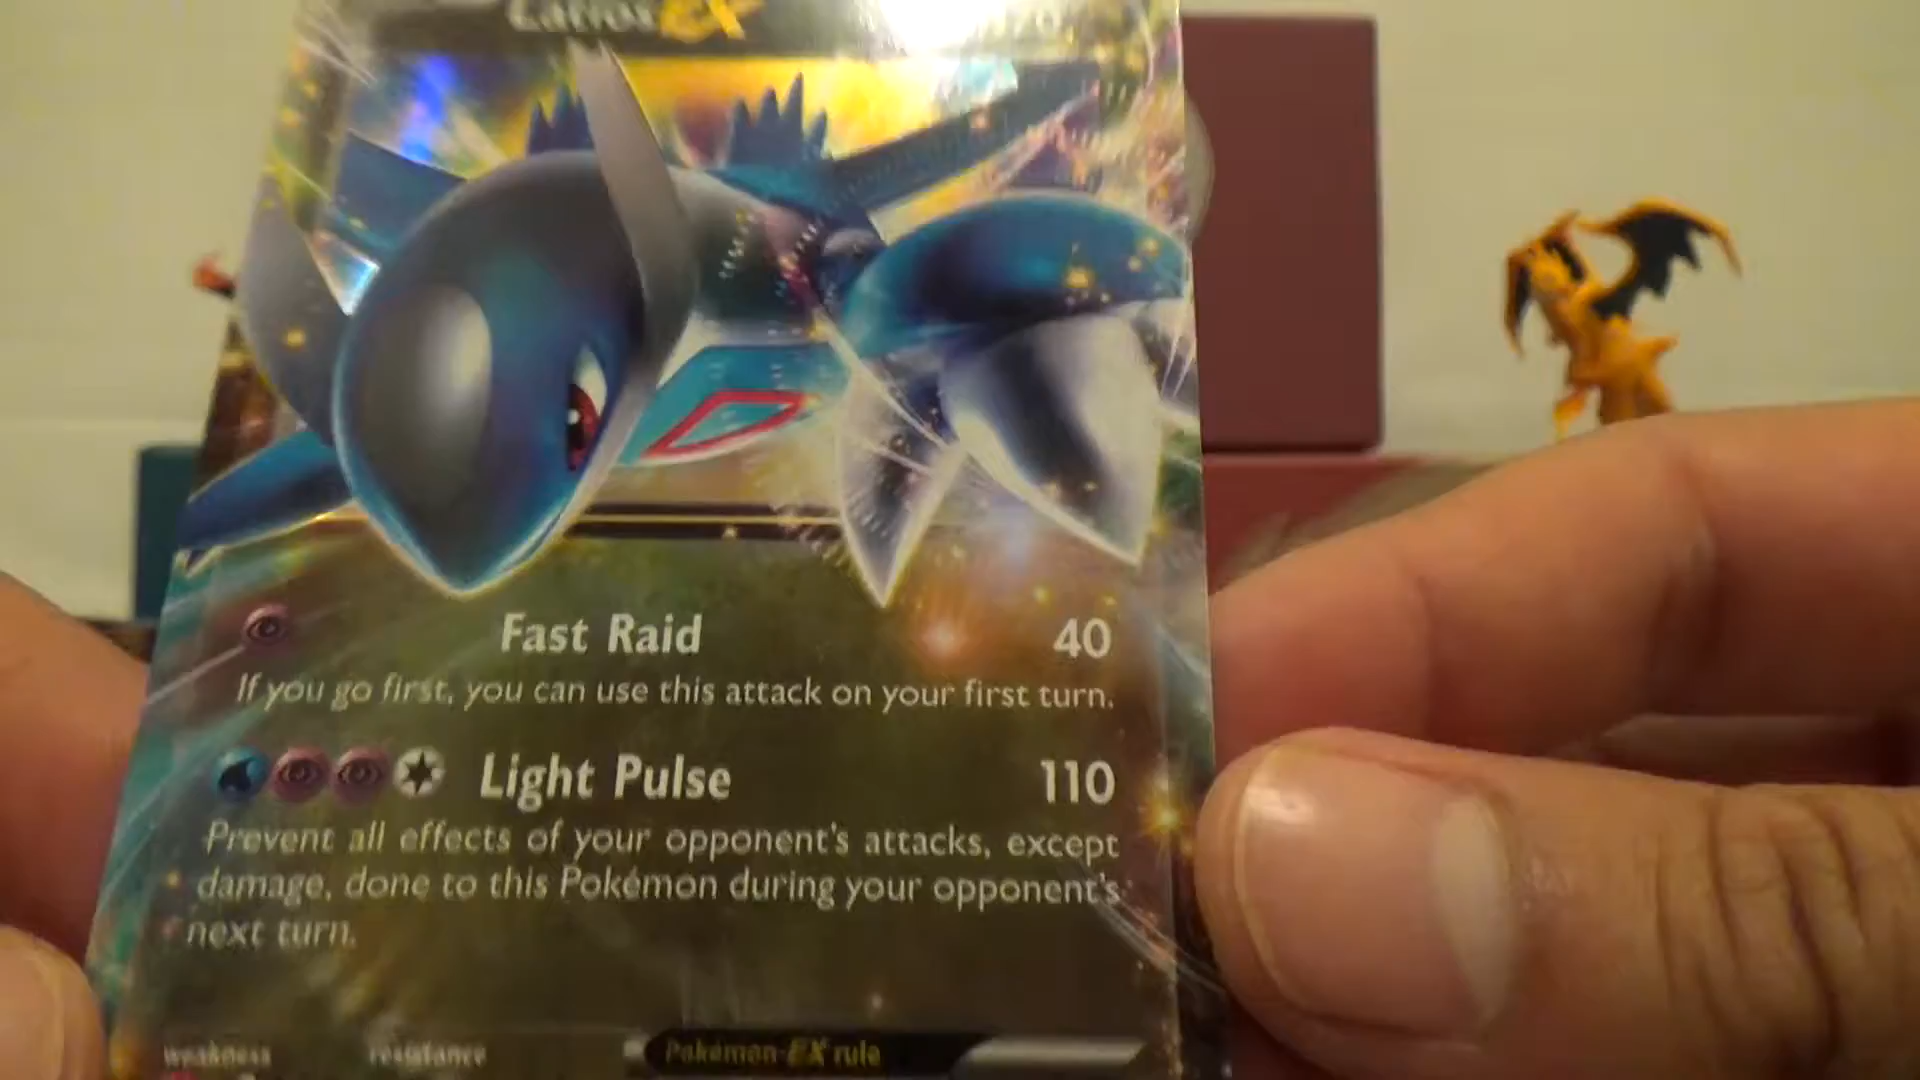 Latios EX
Fast Raid 40
If you go first, you can use this attack on your first turn.
Light Pulse 110
Prevent all effects of your opponent's attacks, except
damage, done to this Pokémon during your opponent's
next turn.
weakness resistance Pokémon-EX rule